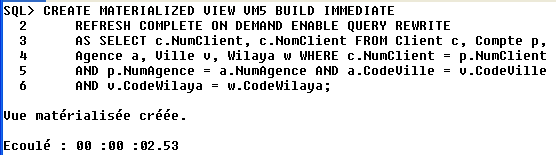 SQL> CREATE MATERIALIZED VIEW VM5 BUILD IMMEDIATE
2 REFRESH COMPLETE ON DEMAND ENABLE QUERY REWRITE
3 AS SELECT c.NumClient, c.NomClient FROM Client c, Compte p,
4 Agence a, Ville v, Wilaya w WHERE c.NumClient = p.NumClient
5 AND p.NumAgence = a.NumAgence AND a.CodeVille = v.CodeVille
6 AND v.CodeWilaya = w.CodeWilaya;
Vue matérialisée créée.
Ecoulé : 00 :00 :02.53